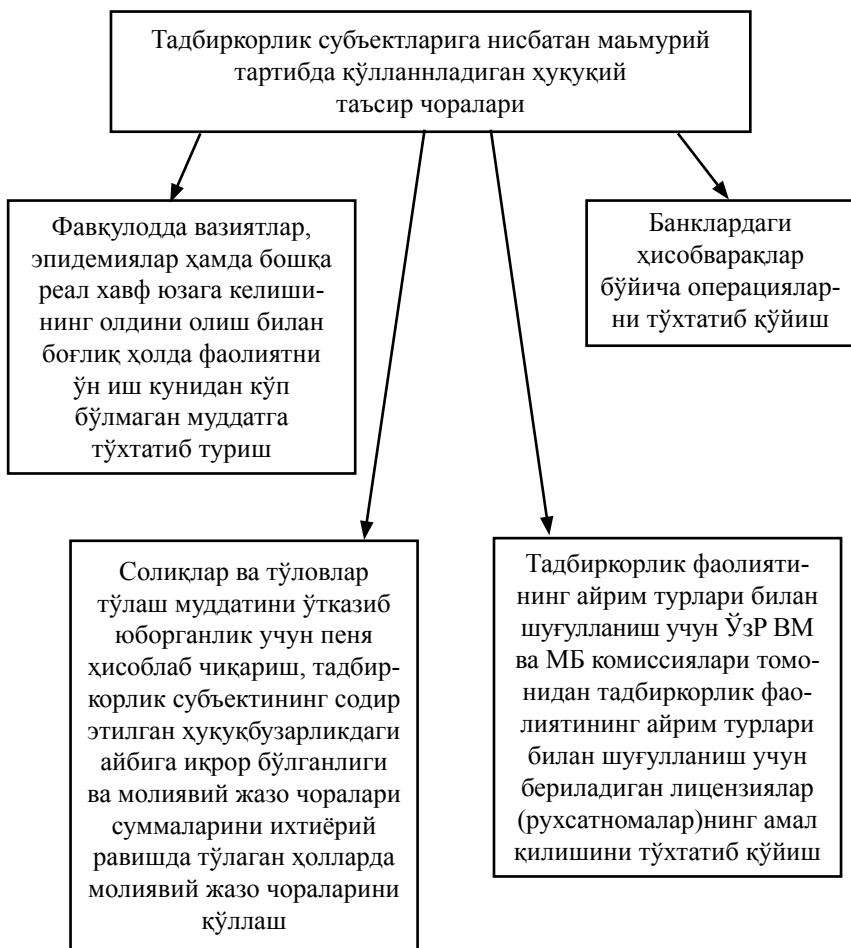 Тадбиркорлик субъектларига нисбатан маьмурий
тартибда қўлланнладиган ҳуқуқий
таъсир чоралари
Фавқулодда вазиятлар,
эпидемиялар ҳамда бошқа
реал хавф юзага келиши-
нинг олдини олиш билан
боғлиқ ҳолда фаолиятни
ўн иш кунидан кўп
бўлмаган муддатга
тўхтатиб туриш
Банклардаги
ҳисобварақлар
бўйича операциялар-
ни тўхтатиб қўйиш
Солиқлар ва тўловлар
тўлаш муддатини ўтказиб
юборганлик учун пеня
ҳисоблаб чиқариш, тадбир-
корлик субъектининг содир
этилган ҳуқуқбузарликдаги
айбига иқрор бўлганлиги
ва молиявий жазо чоралари
суммаларини ихтиёрий
равишда тўлаган ҳолларда
молиявий жазо чораларини
қўллаш
Тадбиркорлик фаолияти-
нинг айрим турлари билан
шуғулланиш учун ЎзР ВМ
ва МБ комиссиялари томо-
нидан тадбиркорлик фао-
лиятининг айрим турлари
билан шуғулланиш учун
бериладиган лицензиялар
(рухсатномалар)нинг амал
қилишини тўхтатиб қўйиш